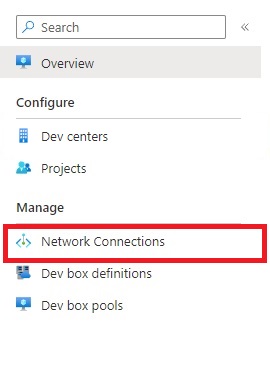 Search
Overview
Configure
Dev centers
Projects
Manage
Network Connections
Dev box definitions
Dev box pools